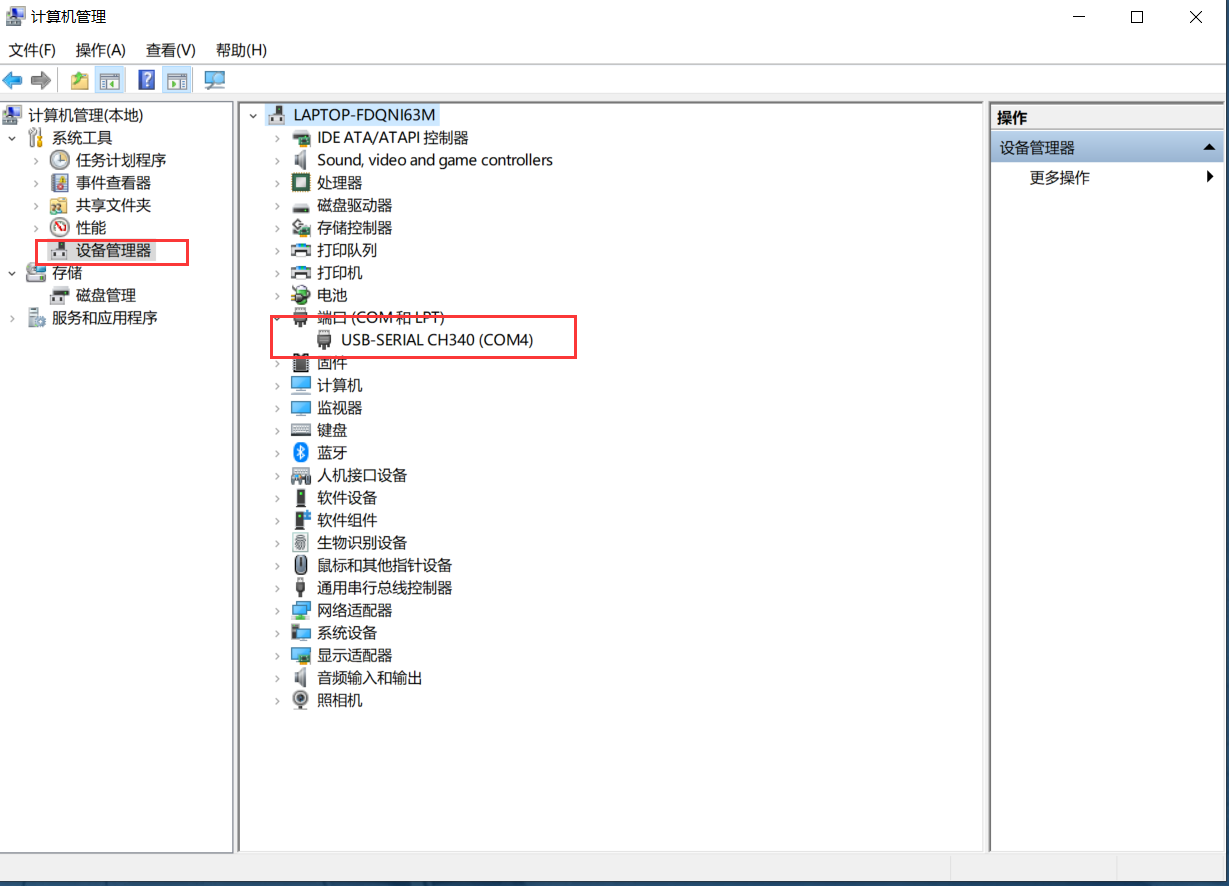 计算机管理
文件(F) 操作(A) 查看(V) 帮助(H)
计算机管理(本地)
系统工具
任务计划程序
事件查看器
共享文件夹
性能
设备管理器
存储
磁盘管理
服务和应用程序
LAPTOP-FDQNI63M
IDE ATA/ATAPI 控制器
Sound, video and game controllers
处理器
磁盘驱动器
存储控制器
打印队列
打印机
电池
端口 (COM 和 LPT)
USB-SERIAL CH340 (COM4)
固件
计算机
监视器
键盘
蓝牙
人机接口设备
软件设备
软件组件
生物识别设备
鼠标和其他指针设备
通用串行总线控制器
网络适配器
系统设备
显示适配器
音频输入和输出
照相机
操作
设备管理器
更多操作